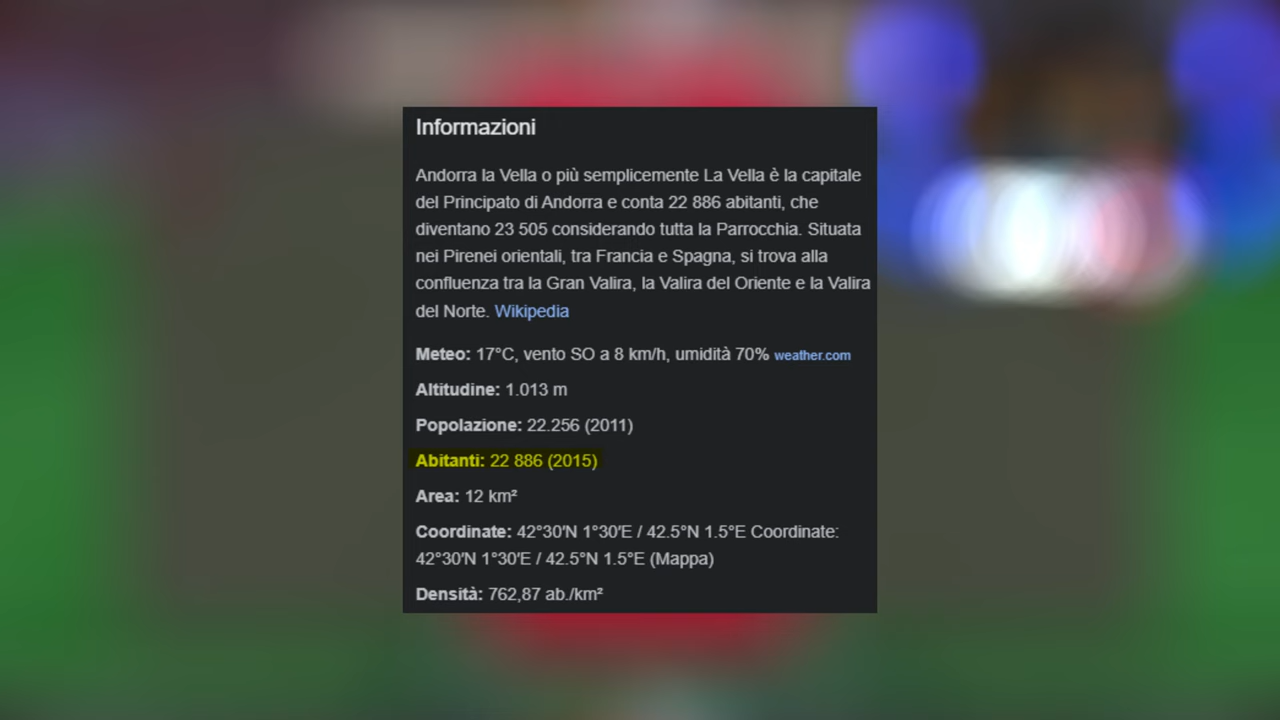 Informazioni
Andorra la Vella o più semplicemente La Vella è la capitale
del Principato di Andorra e conta 22 886 abitanti, che
diventano 23 505 considerando tutta la Parrocchia. Situata
nei Pirenei orientali, tra Francia e Spagna, si trova alla
confluenza tra la Gran Valira, la Valira del Oriente e la Valira
del Norte. Wikipedia
Meteo: 17°C, vento SO a 8 km/h, umidità 70% weather.com
Altitudine: 1.013 m
Popolazione: 22.256 (2011)
Abitanti: 22 886 (2015)
Area: 12 km²
Coordinate: 42°30′N 1°30′E / 42.5°N 1.5°E Coordinate:
42°30′N 1°30′E / 42.5°N 1.5°E (Mappa)
Densità: 762,87 ab./km²